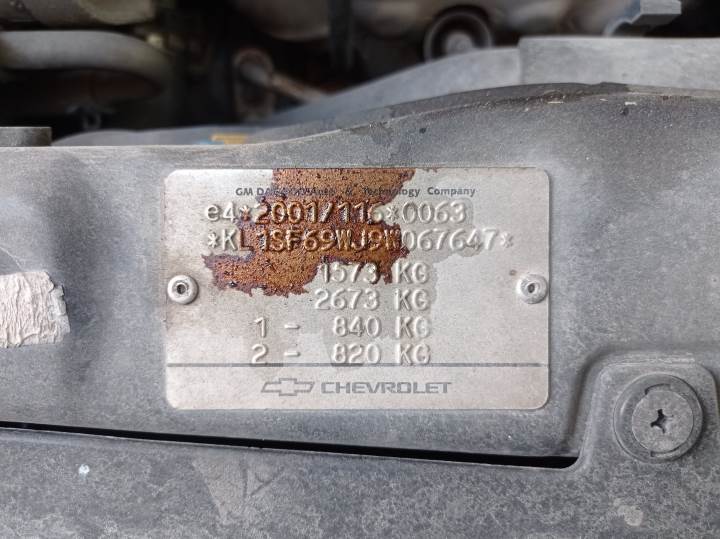 GM DAEWOO Auto & Technology Company
e4*2001/116*0063
*KL1SF69WJ9W067647*
1573 KG
2673 KG
1 - 840 KG
2 - 820 KG
CHEVROLET